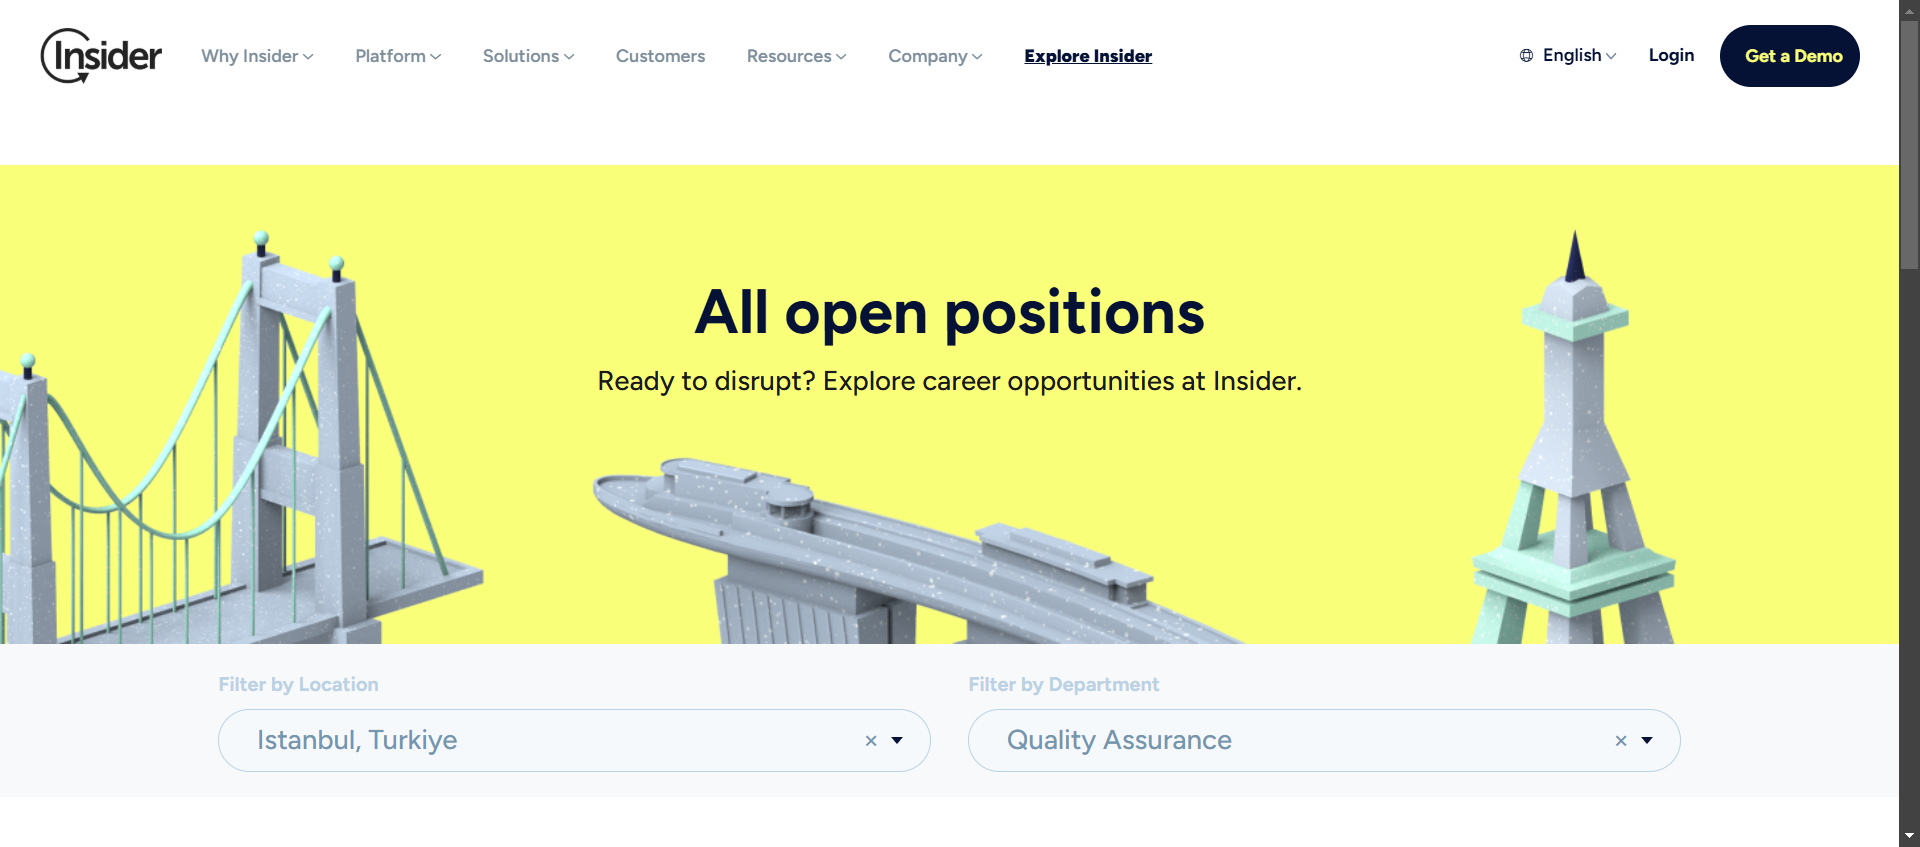 Insider
Why Insider
Platform
Solutions
Customers
Resources
Company
Explore Insider
English
Login
Get a Demo
All open positions
Ready to disrupt? Explore career opportunities at Insider.
Filter by Location
Istanbul, Turkiye
×
Filter by Department
Quality Assurance
×